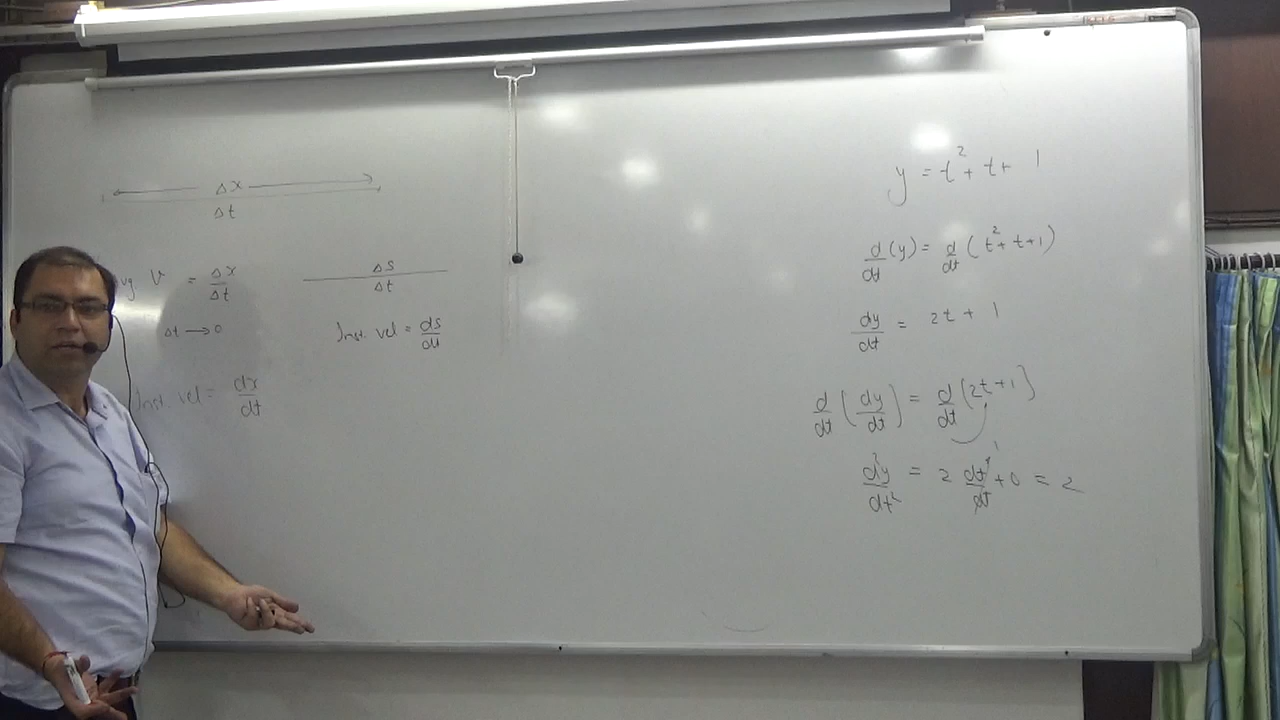 Δx
Δt
vg. V = Δx/Δt
Δt → 0
Inst. vel = dx/dt
Δs
Δt
Inst. vel = ds/dt
y = t² + t + 1
d/dt (y) = d/dt (t² + t + 1)
dy/dt = 2t + 1
d/dt (dy/dt) = d/dt (2t + 1)
d²y/dt² = 2 dt/dt 1 + 0 = 2